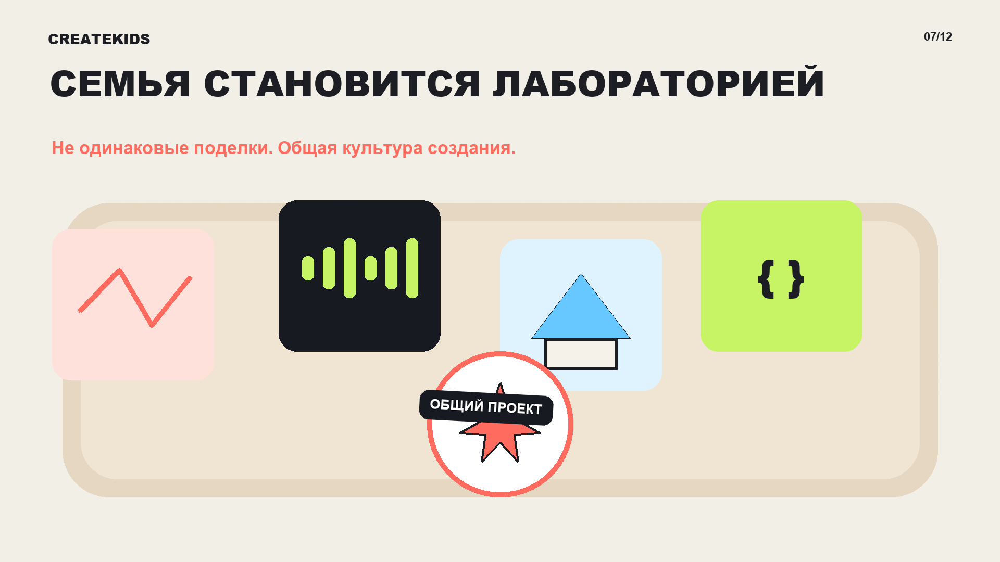 CREATEKIDS
07/12
СЕМЬЯ СТАНОВИТСЯ ЛАБОРАТОРИЕЙ
Не одинаковые поделки. Общая культура создания.
{ }
ОБЩИЙ ПРОЕКТ